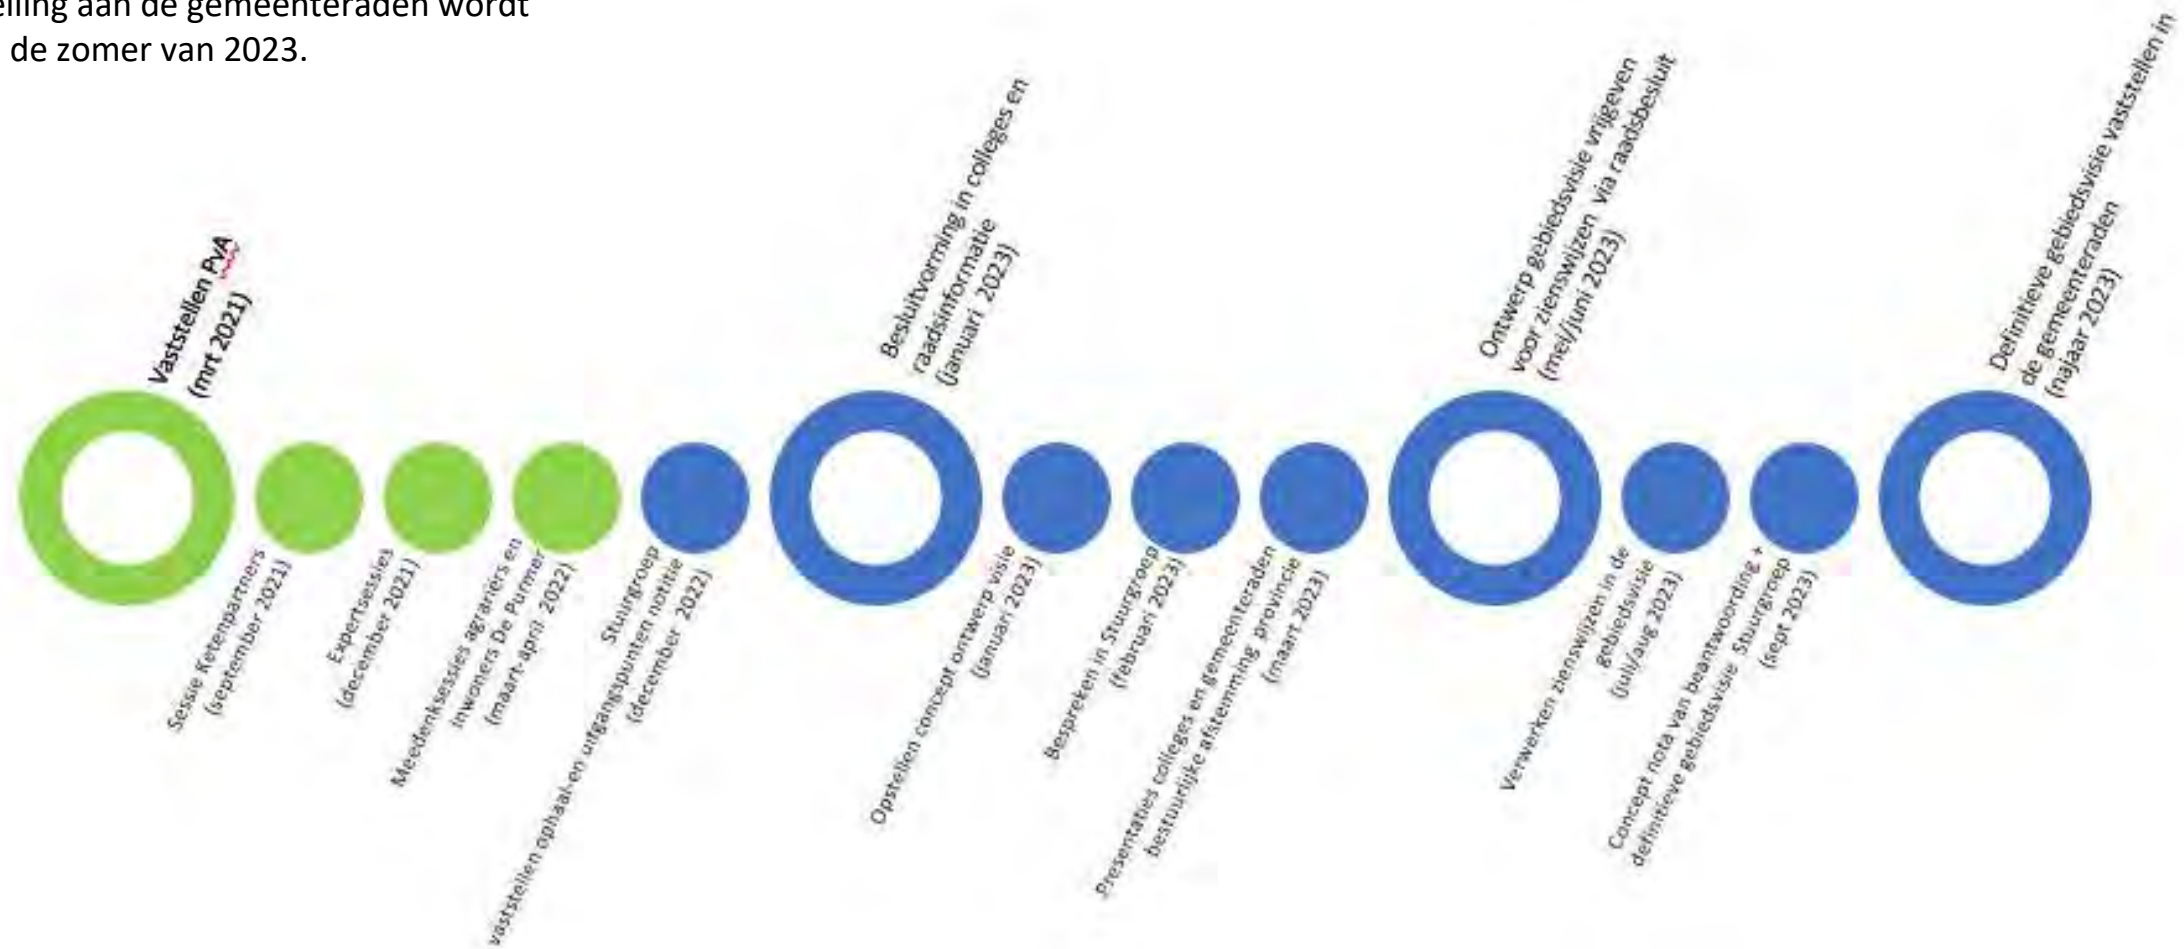 elling aan de gemeenteraden wordt
de zomer van 2023.
Vaststellen PvA
(mrt 2021)
Sessie Ketenpartners
(september 2021)
Expertsessies
(december 2021)
Meedenksessies agrariërs en
inwoners De Purmer
(maart-april 2022)
Stuurgroep
vaststellen ophaal-en uitgangspunten notitie
(december 2022)
Besluitvorming in colleges en
raadsinformatie
(januari 2023)
Opstellen concept ontwerp visie
(januari 2023)
Bespreken in Stuurgroep
(februari 2023)
Presentaties colleges en gemeenteraden
bestuurlijke afstemming provincie
(maart 2023)
Ontwerp gebiedsvisie vrijgeven
voor zienswijzen via raadsbesluit
(mei/juni 2023)
Verwerken zienswijzen in de
gebiedsvisie
(juli/aug 2023)
Concept nota van beantwoording +
definitieve gebiedsvisie Stuurgroep
(sept 2023)
Definitieve gebiedsvisie vaststellen in
de gemeenteraden
(najaar 2023)